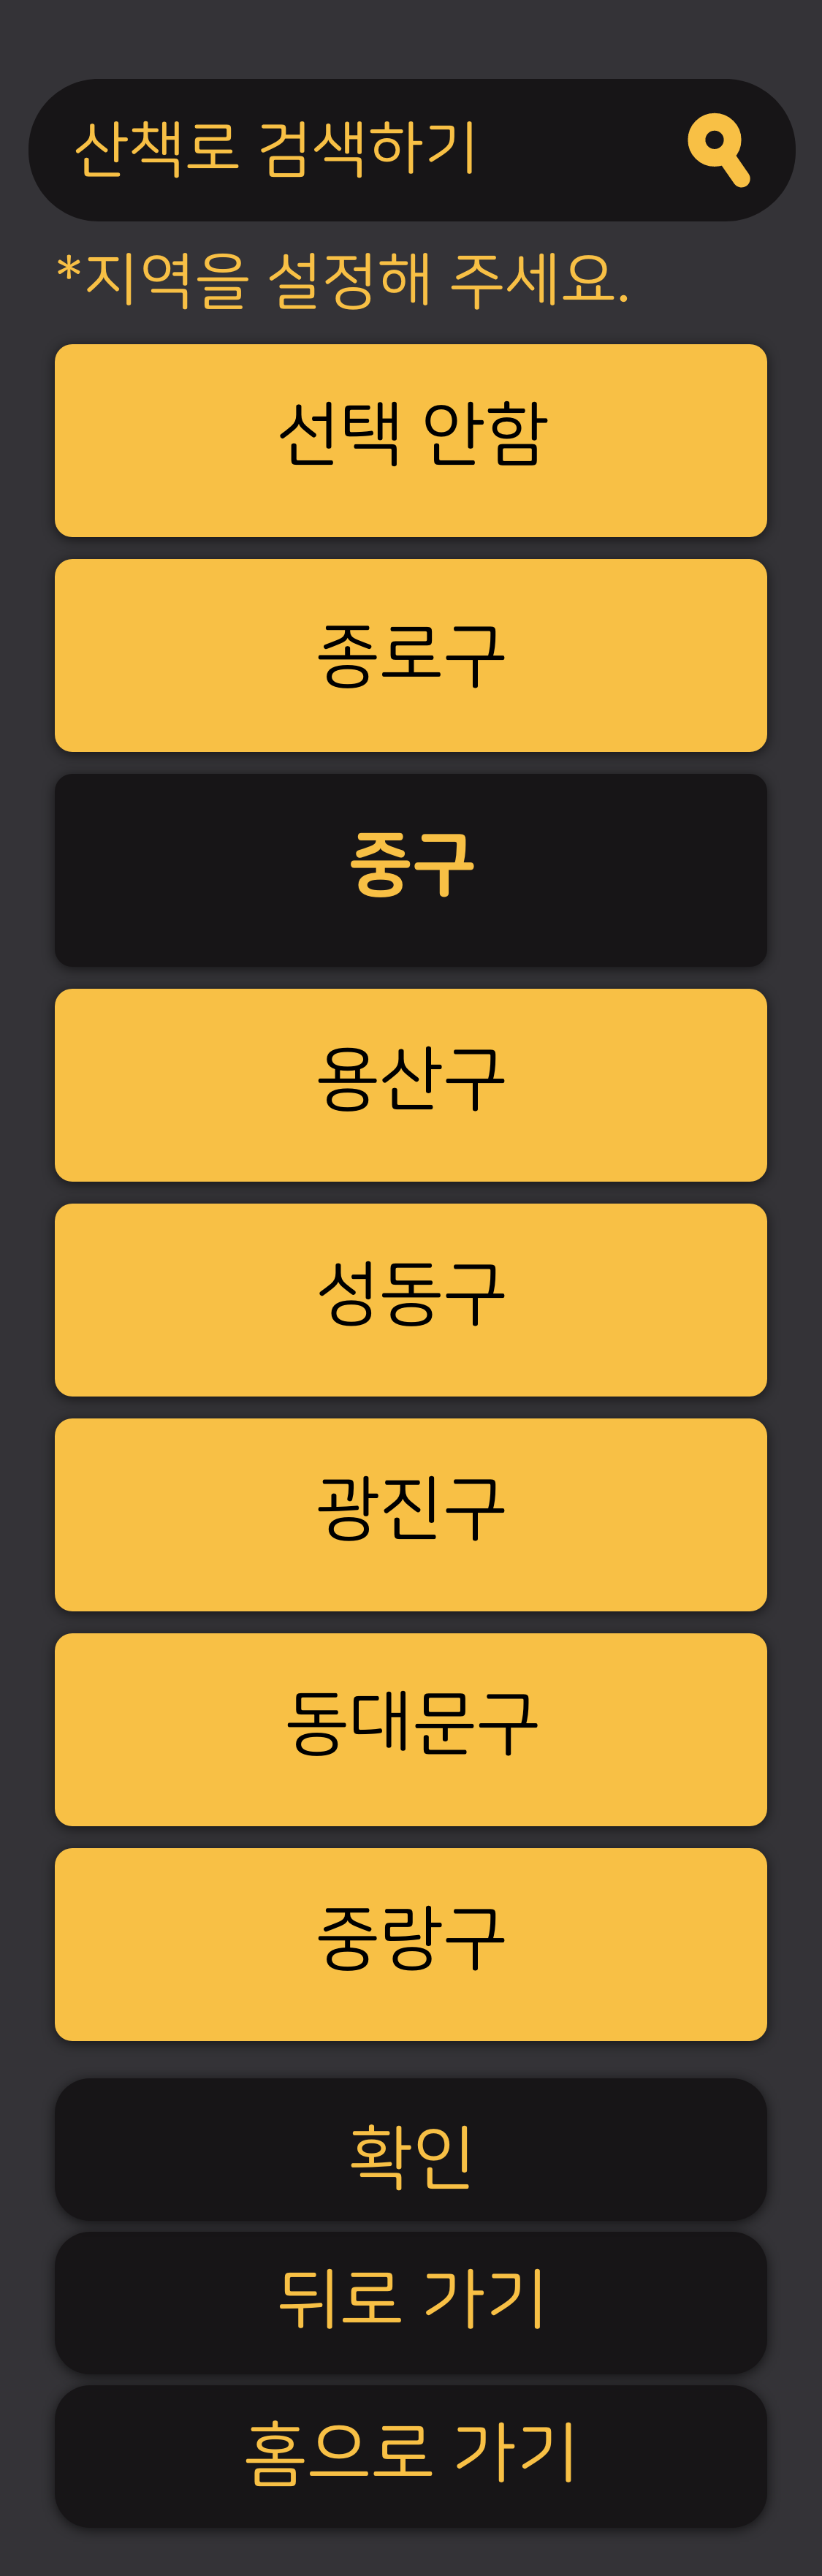 산책로 검색하기
*지역을 설정해 주세요.
선택 안함
종로구
중구
용산구
성동구
광진구
동대문구
중랑구
확인
뒤로 가기
홈으로 가기